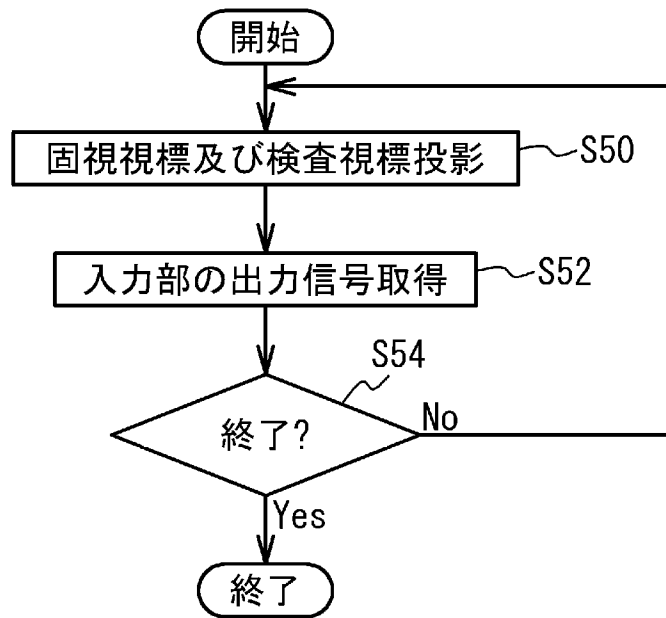 開始
固視視標及び検査視標投影
S50
入力部の出力信号取得
S52
S54
終了?
No
Yes
終了